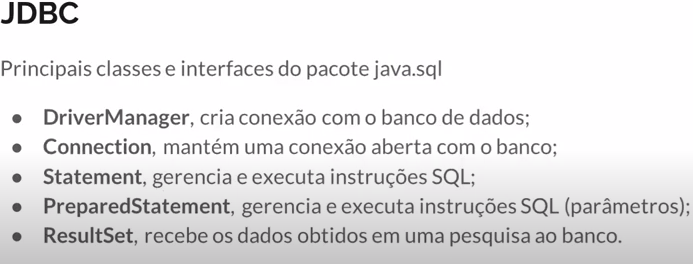 JDBC
Principais classes e interfaces do pacote java.sql
● DriverManager, cria conexão com o banco de dados;
● Connection, mantém uma conexão aberta com o banco;
● Statement, gerencia e executa instruções SQL;
● PreparedStatement, gerencia e executa instruções SQL (parâmetros);
● ResultSet, recebe os dados obtidos em uma pesquisa ao banco.